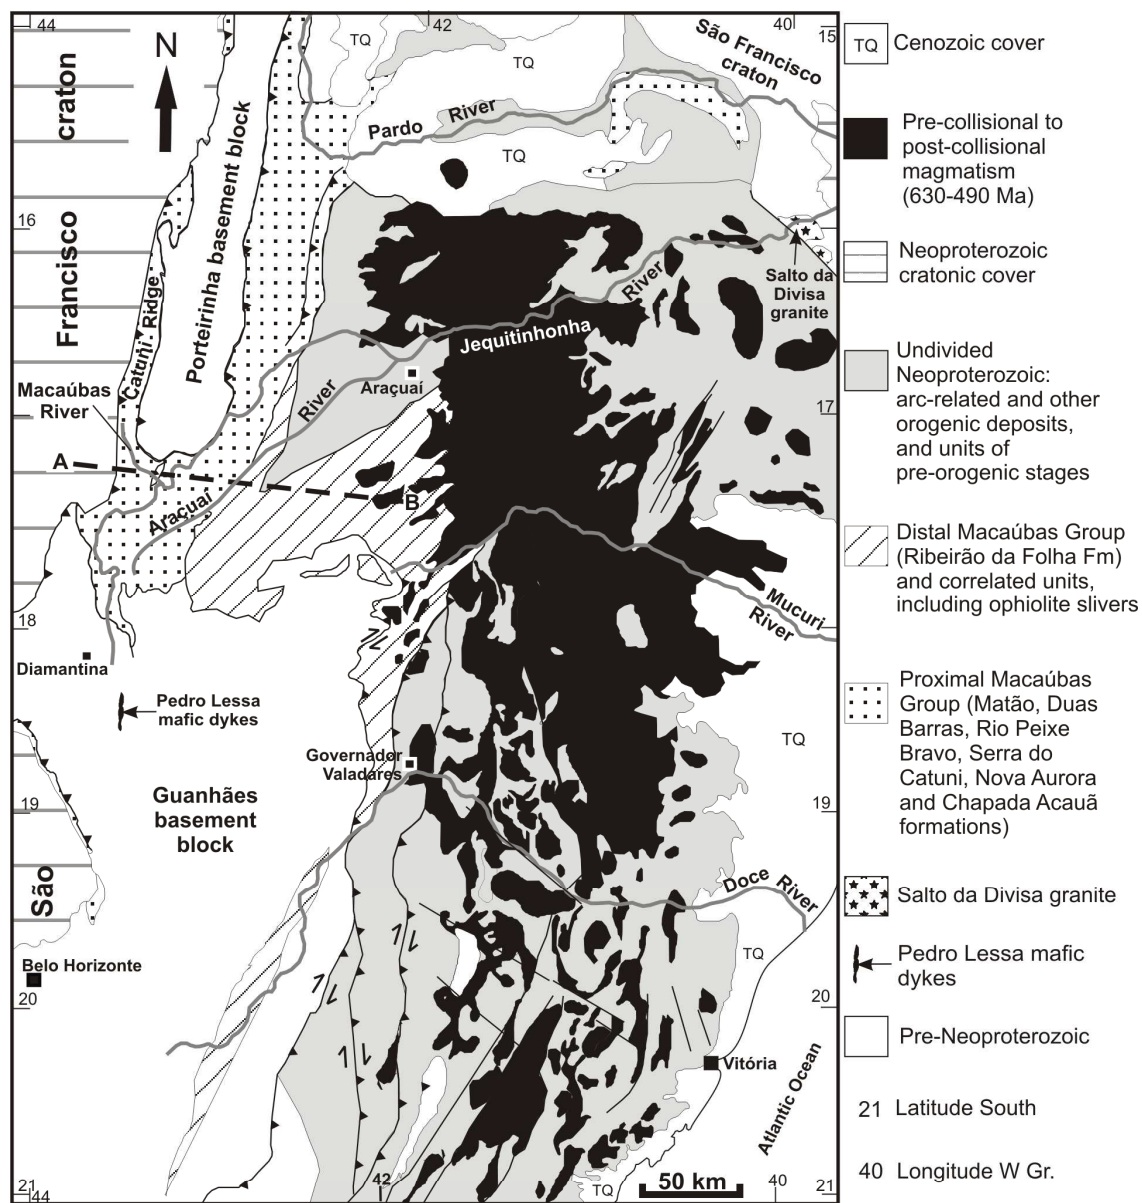 44
42
40
15
N
TQ
TQ
São Francisco
craton
craton
Porteirinha basement block
Pardo River
TQ
16
Francisco
Catuni Ridge
Salto da
Divisa
granite
River
Jequitinhonha
Macaúbas
River
River
Araçuaí
17
A
B
Araçuaí
Mucuri
River
18
Diamantina
Pedro Lessa
mafic dykes
TQ
Governador
Valadares
Guanhães
basement
block
19
19
São
Doce River
TQ
Belo Horizonte
20
20
Vitória
Atlantic Ocean
21
44
42
TQ
50 km
40
21
TQ Cenozoic cover
Pre-collisional to
post-collisional
magmatism
(630-490 Ma)
Neoproterozoic
cratonic cover
Undivided
Neoproterozoic:
arc-related and other
orogenic deposits,
and units of
pre-orogenic stages
Distal Macaúbas Group
(Ribeirão da Folha Fm)
and correlated units,
including ophiolite slivers
Proximal Macaúbas
Group (Matão, Duas
Barras, Rio Peixe
Bravo, Serra do
Catuni, Nova Aurora
and Chapada Acauã
formations)
Salto da Divisa granite
Pedro Lessa mafic
dykes
Pre-Neoproterozoic
21 Latitude South
40 Longitude W Gr.